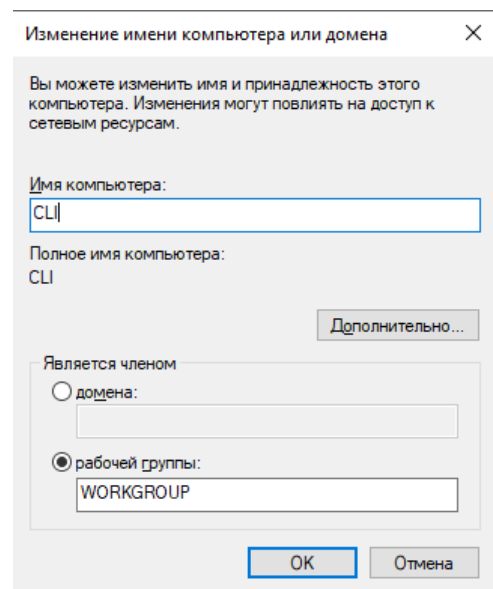 Изменение имени компьютера или домена
Вы можете изменить имя и принадлежность этого
компьютера. Изменения могут повлиять на доступ к
сетевым ресурсам.
Имя компьютера:
CLI
Полное имя компьютера:
CLI
Дополнительно...
Является членом
домена:
рабочей группы:
WORKGROUP
OK
Отмена